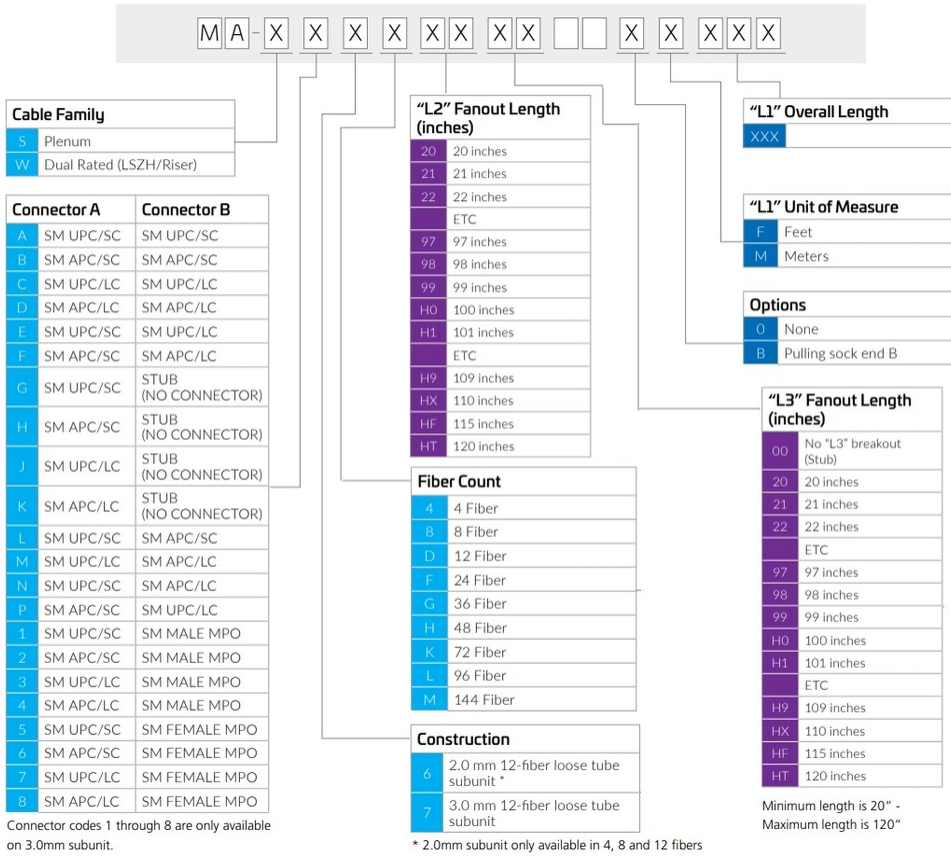 MA-X X X X XX XX X X XXX
Cable Family
S Plenum
W Dual Rated (LSZH/Riser)
Connector A Connector B
A SM UPC/SC SM UPC/SC
B SM APC/SC SM APC/SC
C SM UPC/LC SM UPC/LC
D SM APC/LC SM APC/LC
E SM UPC/SC SM UPC/LC
F SM APC/SC SM APC/LC
G SM UPC/SC STUB
(NO CONNECTOR)
H SM APC/SC STUB
(NO CONNECTOR)
J SM UPC/LC STUB
(NO CONNECTOR)
K SM APC/LC STUB
(NO CONNECTOR)
L SM UPC/SC SM APC/SC
M SM UPC/LC SM APC/LC
N SM UPC/SC SM APC/LC
P SM APC/SC SM UPC/LC
1 SM UPC/SC SM MALE MPO
2 SM APC/SC SM MALE MPO
3 SM UPC/LC SM MALE MPO
4 SM APC/LC SM MALE MPO
5 SM UPC/SC SM FEMALE MPO
6 SM APC/SC SM FEMALE MPO
7 SM UPC/LC SM FEMALE MPO
8 SM APC/LC SM FEMALE MPO
Connector codes 1 through 8 are only available
on 3.0mm subunit.
“L2” Fanout Length
(inches)
20 20 inches
21 21 inches
22 22 inches
ETC
97 97 inches
98 98 inches
99 99 inches
H0 100 inches
H1 101 inches
ETC
H9 109 inches
HX 110 inches
HF 115 inches
HT 120 inches
Fiber Count
4 4 Fiber
8 8 Fiber
D 12 Fiber
F 24 Fiber
G 36 Fiber
H 48 Fiber
K 72 Fiber
L 96 Fiber
M 144 Fiber
Construction
6 2.0 mm 12-fiber loose tube
subunit *
7 3.0 mm 12-fiber loose tube
subunit
* 2.0mm subunit only available in 4, 8 and 12 fibers
“L1” Overall Length
XXX
“L1” Unit of Measure
F Feet
M Meters
Options
0 None
B Pulling sock end B
“L3” Fanout Length
(inches)
00 No “L3” breakout
(Stub)
20 20 inches
21 21 inches
22 22 inches
ETC
97 97 inches
98 98 inches
99 99 inches
H0 100 inches
H1 101 inches
ETC
H9 109 inches
HX 110 inches
HF 115 inches
HT 120 inches
Minimum length is 20” -
Maximum length is 120”